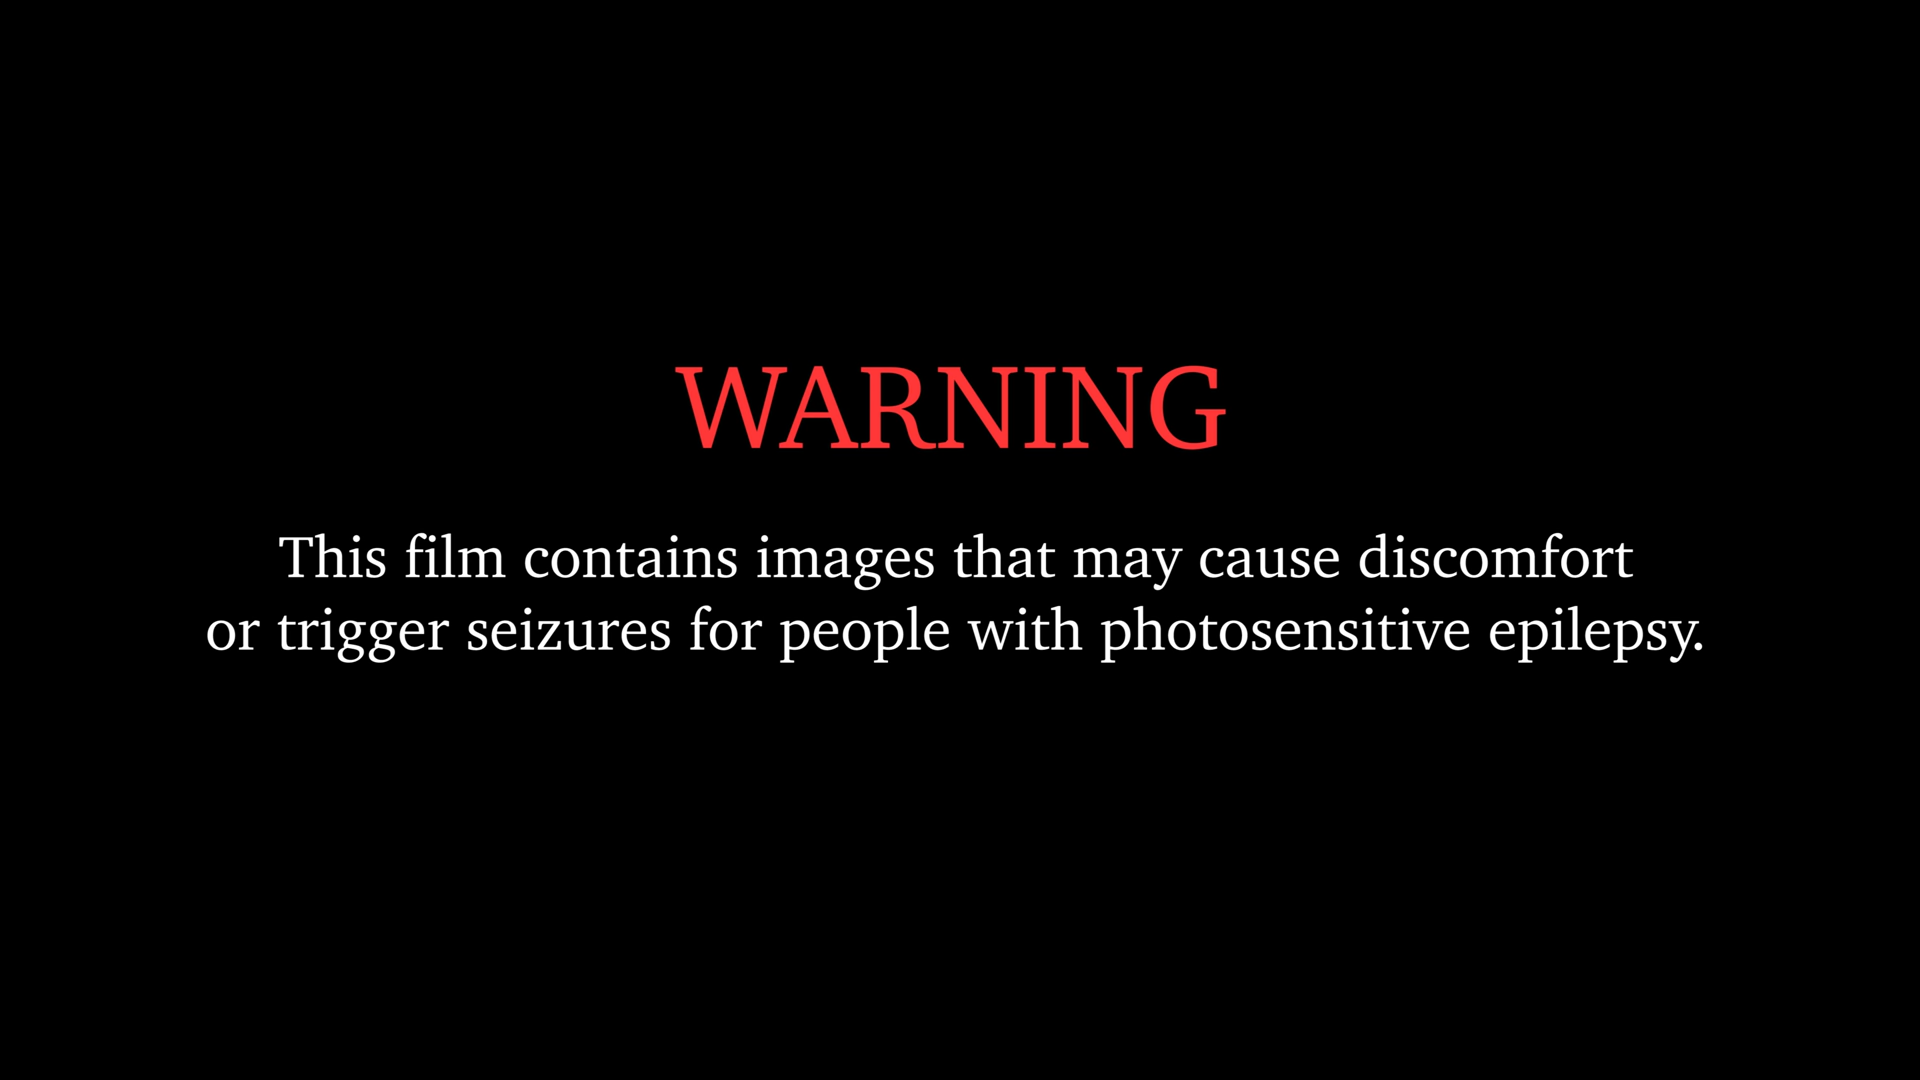 WARNING
This film contains images that may cause discomfort
or trigger seizures for people with photosensitive epilepsy.